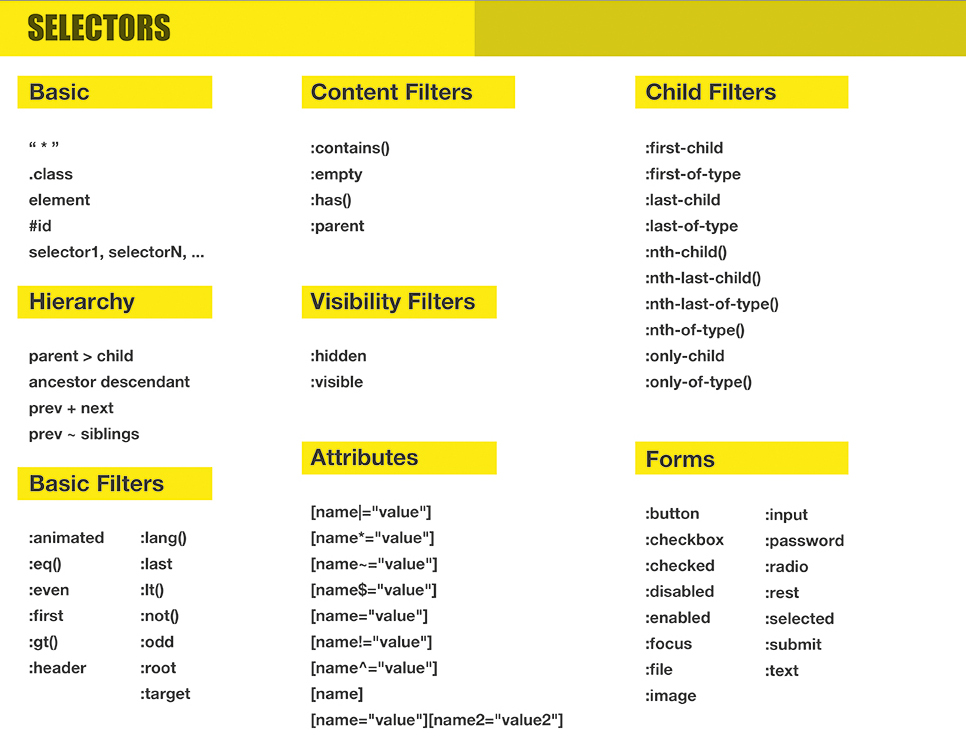 SELECTORS
Basic
“ * ”
.class
element
#id
selector1, selectorN, ...
Hierarchy
parent > child
ancestor descendant
prev + next
prev ~ siblings
Basic Filters
:animated
:eq()
:even
:first
:gt()
:header
:lang()
:last
:lt()
:not()
:odd
:root
:target
Content Filters
:contains()
:empty
:has()
:parent
Visibility Filters
:hidden
:visible
Attributes
[name|="value"]
[name*="value"]
[name~="value"]
[name$="value"]
[name="value"]
[name!="value"]
[name^="value"]
[name]
[name="value"][name2="value2"]
Child Filters
:first-child
:first-of-type
:last-child
:last-of-type
:nth-child()
:nth-last-child()
:nth-last-of-type()
:nth-of-type()
:only-child
:only-of-type()
Forms
:button
:checkbox
:checked
:disabled
:enabled
:focus
:file
:image
:input
:password
:radio
:rest
:selected
:submit
:text